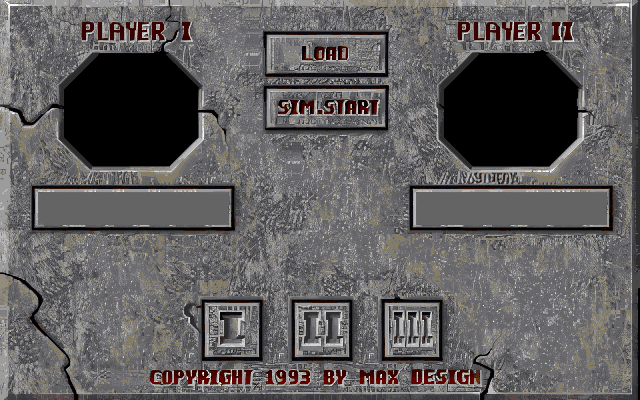 PLAYER I
PLAYER II
LOAD
SIM.START
I
II
III
COPYRIGHT 1993 BY MAX DESIGN